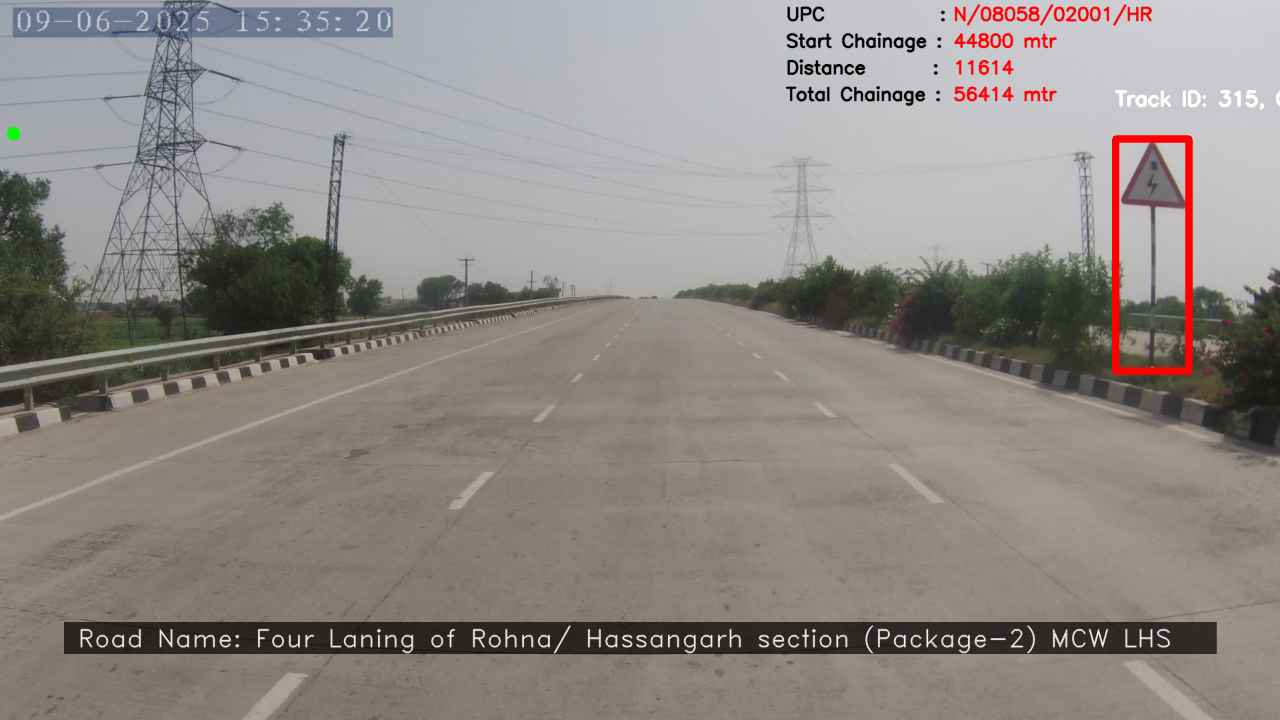 09-06-2025 15:35:20
UPC : N/08058/02001/HR
Start Chainage : 44800 mtr
Distance : 11614
Total Chainage : 56414 mtr
Track ID: 315,
Road Name: Four Laning of Rohna/ Hassangarh section (Package-2) MCW LHS